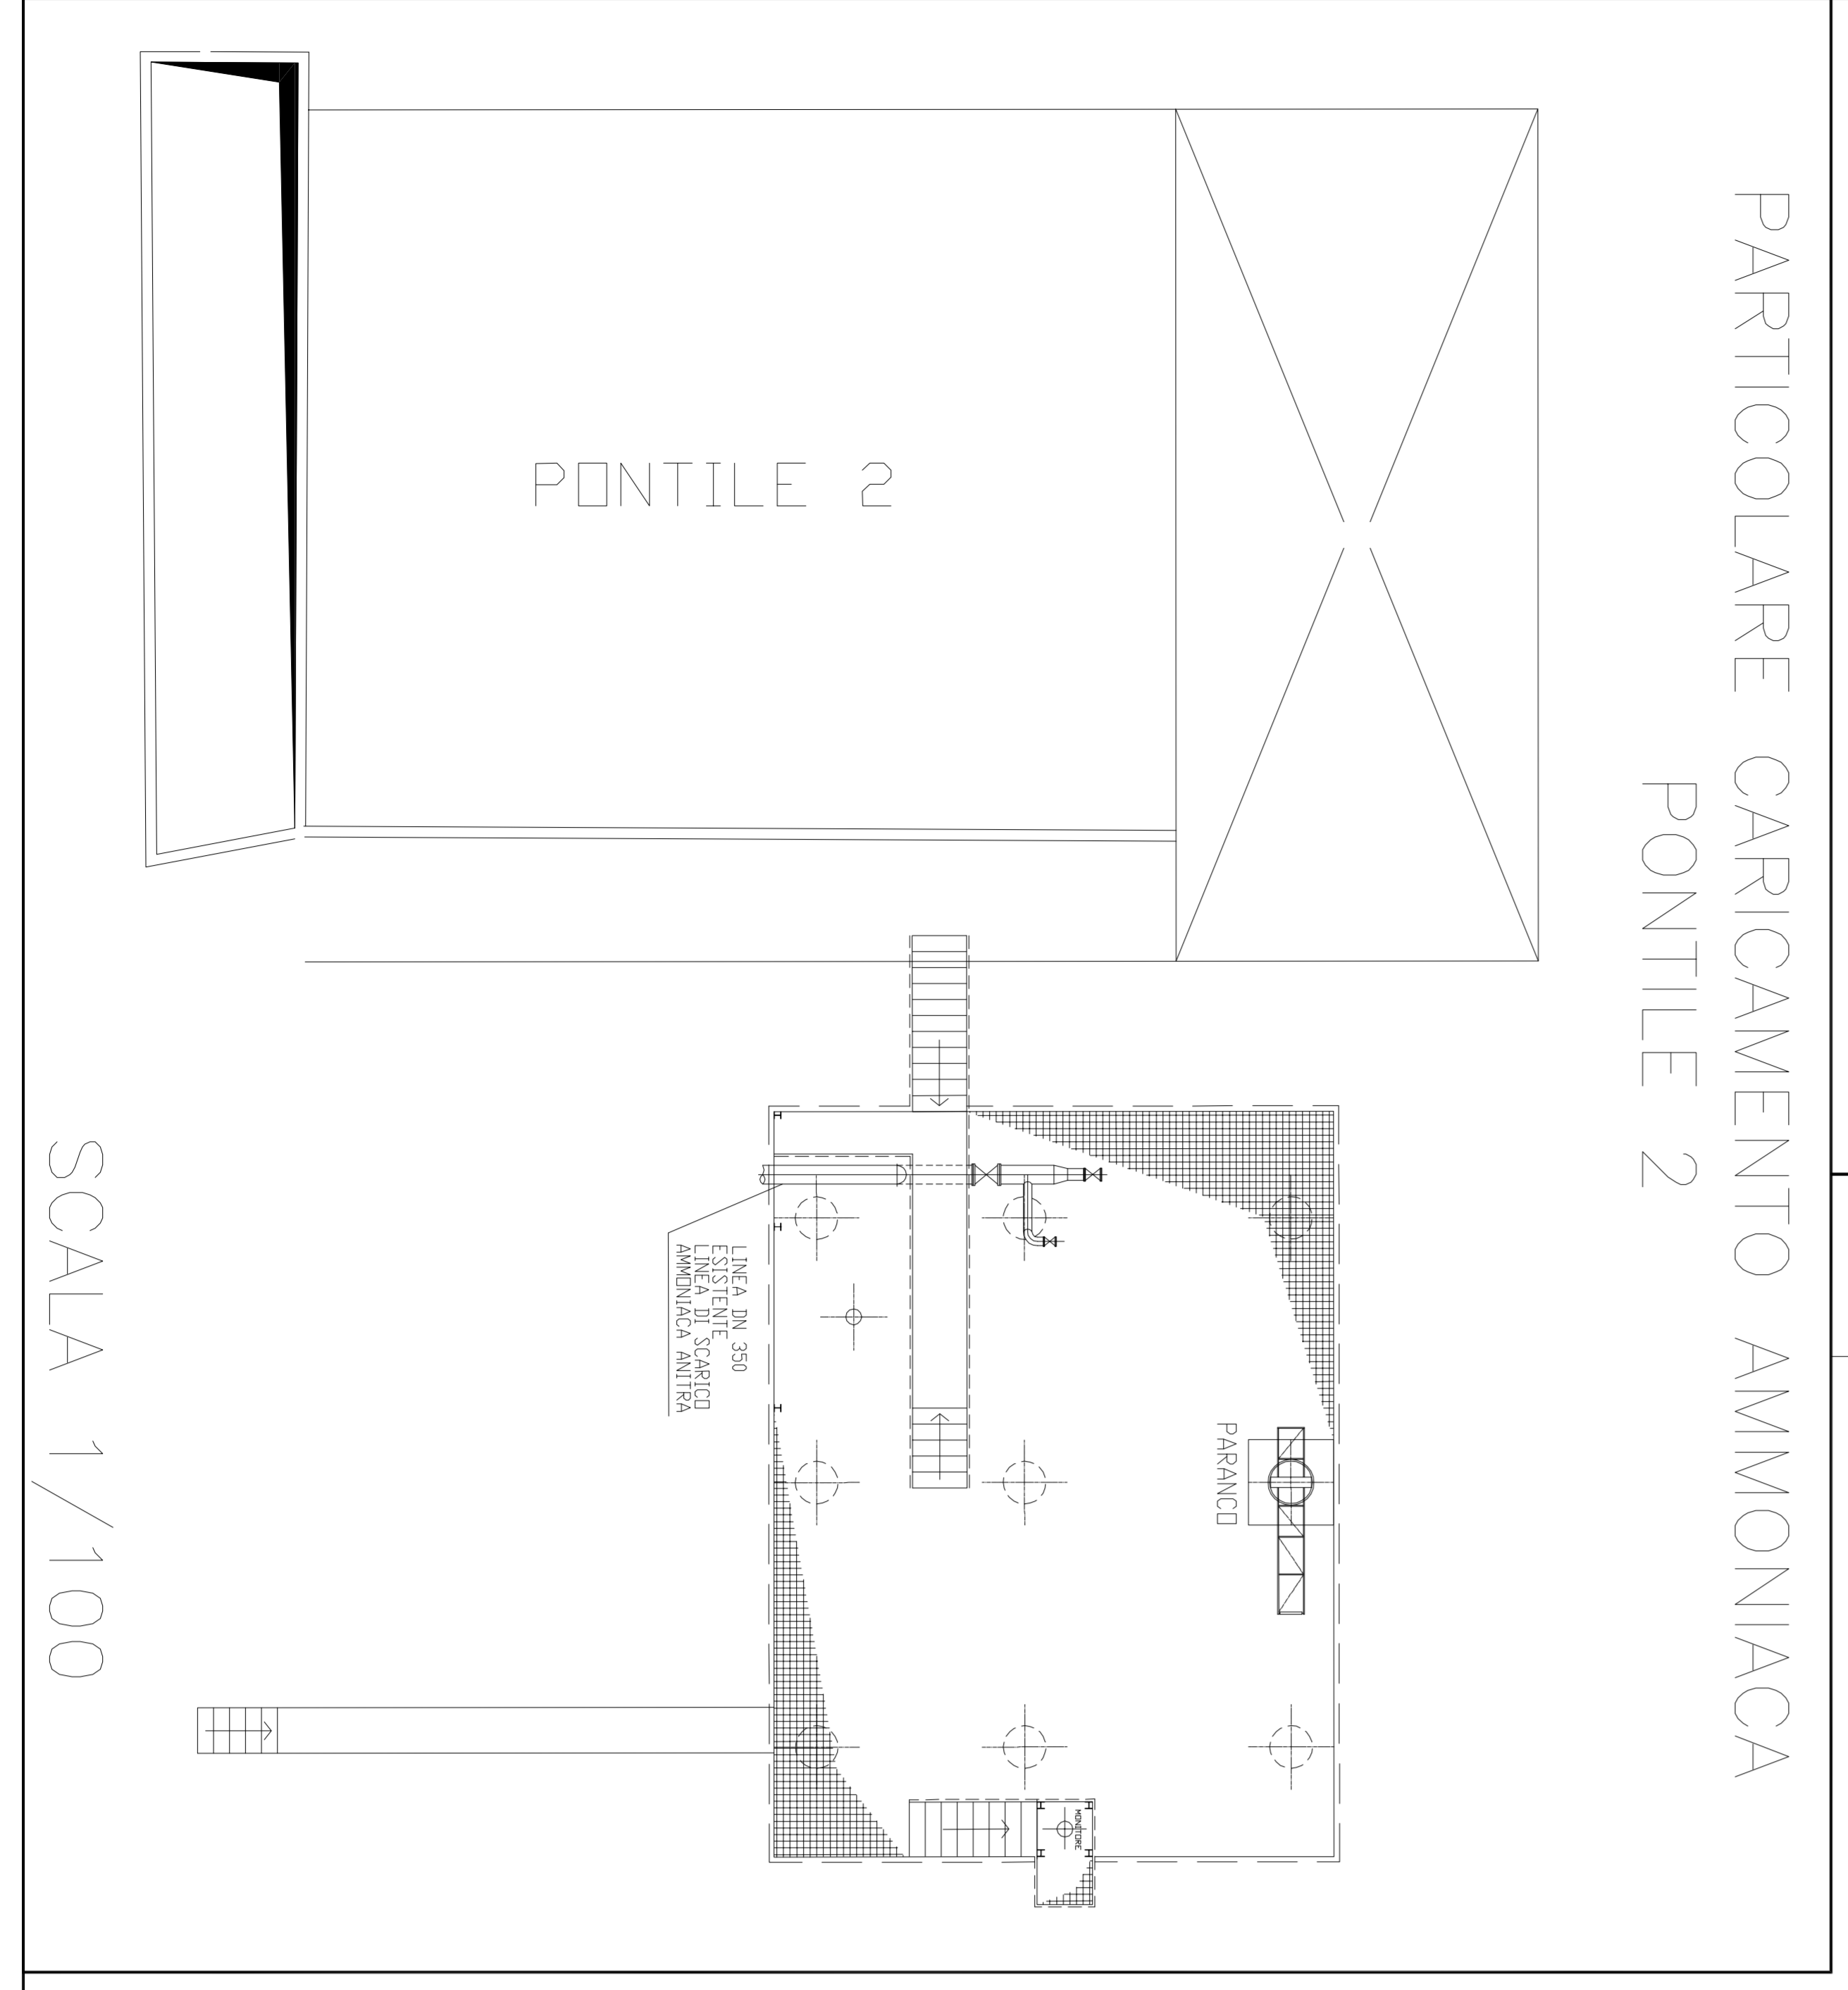 PARTICOLARE CARICAMENTO AMMONIACA
PONTILE 2
PONTILE 2
LINEA DN 350
ESISTENTE
LINEA DI SCARICO
AMMONIACA ANITRA
PARANCO
MONITORE
SCALA 1/100